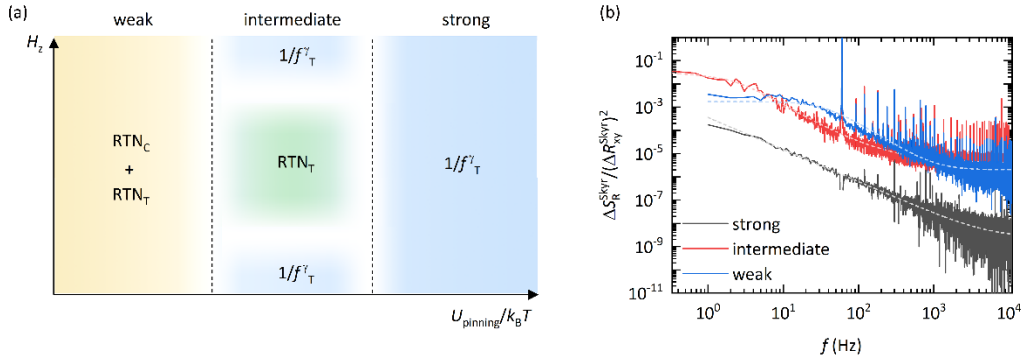 (a)
weak intermediate strong
H_z
1/f^γ_T
RTN_C
+
RTN_T
RTN_T
1/f^γ_T
1/f^γ_T
U_pinning/k_BT
(b)
ΔS_R^Skyr/(ΔR_xy^Skyr)^2
10^-1
10^-3
10^-5
10^-7
10^-9
10^-11
strong
intermediate
weak
10^0 10^1 10^2 10^3 10^4
f (Hz)